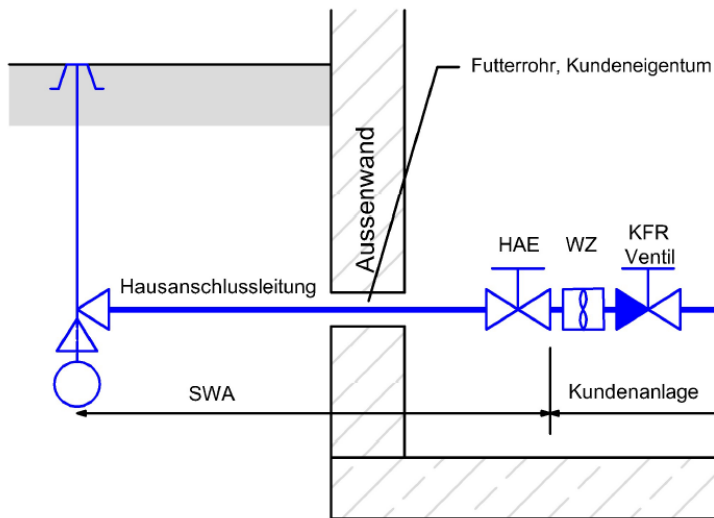 Futterrohr, Kundeneigentum
Aussenwand
HAE
WZ
KFR
Ventil
Hausanschlussleitung
SWA
Kundenanlage